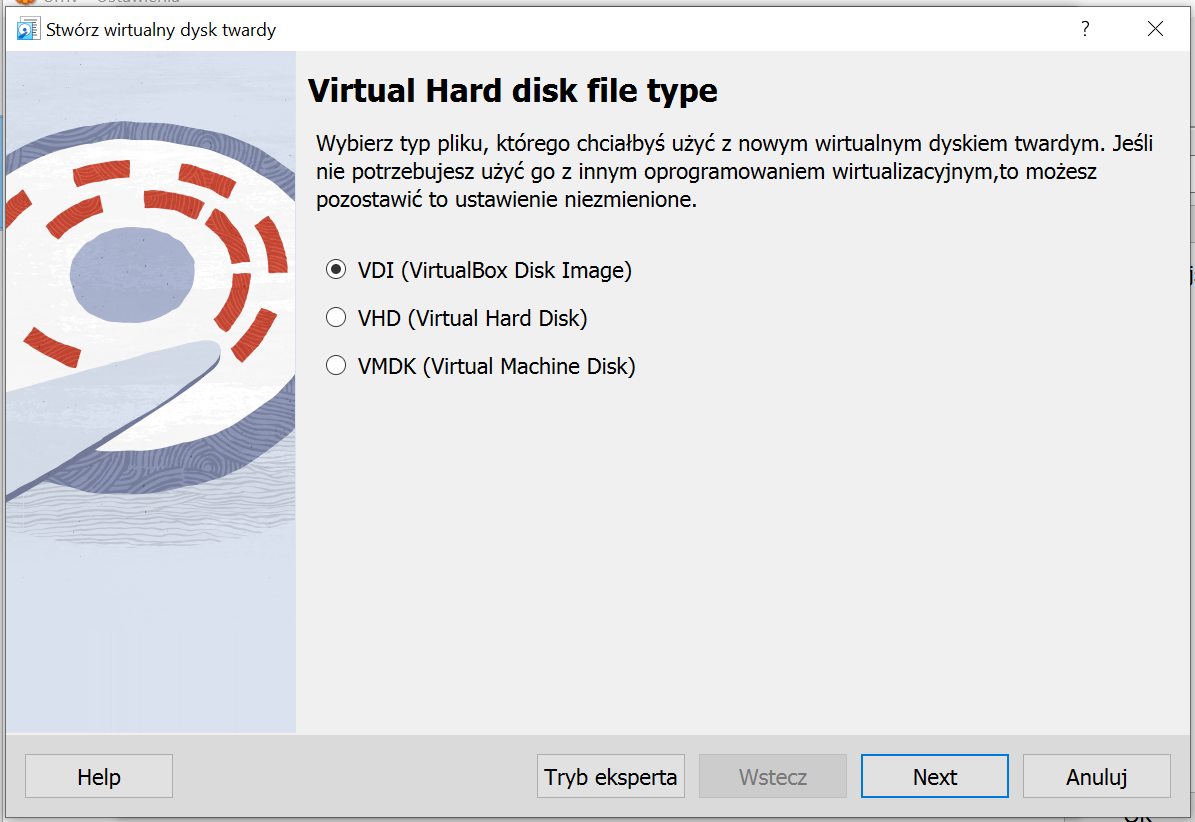 Stwórz wirtualny dysk twardy
?
Virtual Hard disk file type
Wybierz typ pliku, którego chciałbyś użyć z nowym wirtualnym dyskiem twardym. Jeśli
nie potrzebujesz użyć go z innym oprogramowaniem wirtualizacyjnym,to możesz
pozostawić to ustawienie niezmienione.
VDI (VirtualBox Disk Image)
VHD (Virtual Hard Disk)
VMDK (Virtual Machine Disk)
Help
Tryb eksperta
Wstecz
Next
Anuluj